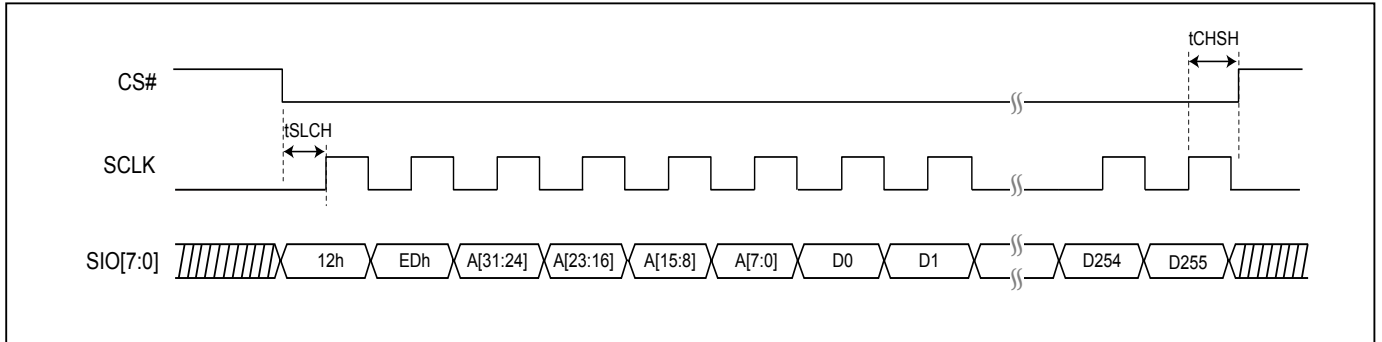 tCHSH
CS#
tSLCH
SCLK
SIO[7:0] 12h EDh A[31:24] A[23:16] A[15:8] A[7:0] D0 D1 D254 D255